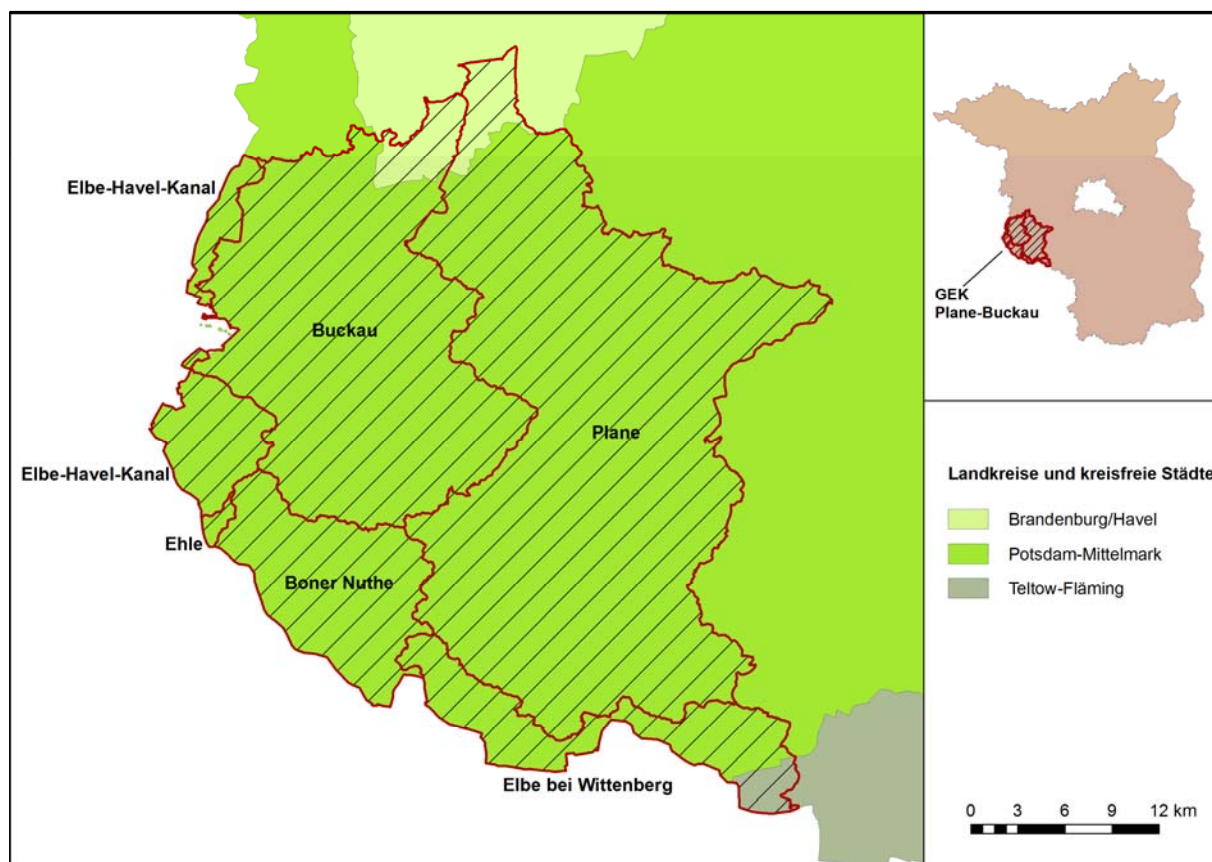 Elbe-Havel-Kanal
Buckau
Plane
Elbe-Havel-Kanal
Ehle
Boner Nuthe
Elbe bei Wittenberg
GEK
Plane-Buckau
Landkreise und kreisfreie Städte
Brandenburg/Havel
Potsdam-Mittelmark
Teltow-Fläming
0 3 6 9 12 km